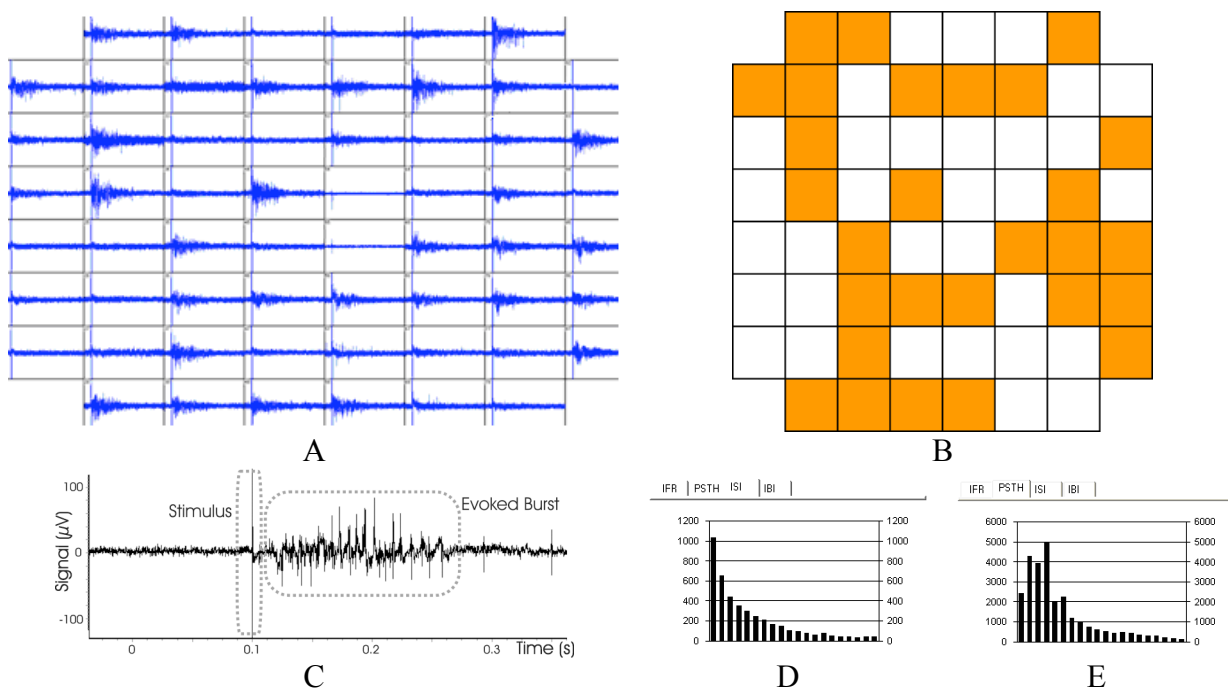 A
B
100
Stimulus
Evoked Burst
Signal (µV)
0
-100
0 0.1 0.2 0.3 Time (s)
C
IFR PSTH ISI IBI
1200 1200
1000 1000
800 800
600 600
400 400
200 200
0 0
D
IFR PSTH ISI IBI
6000 6000
5000 5000
4000 4000
3000 3000
2000 2000
1000 1000
0 0
E